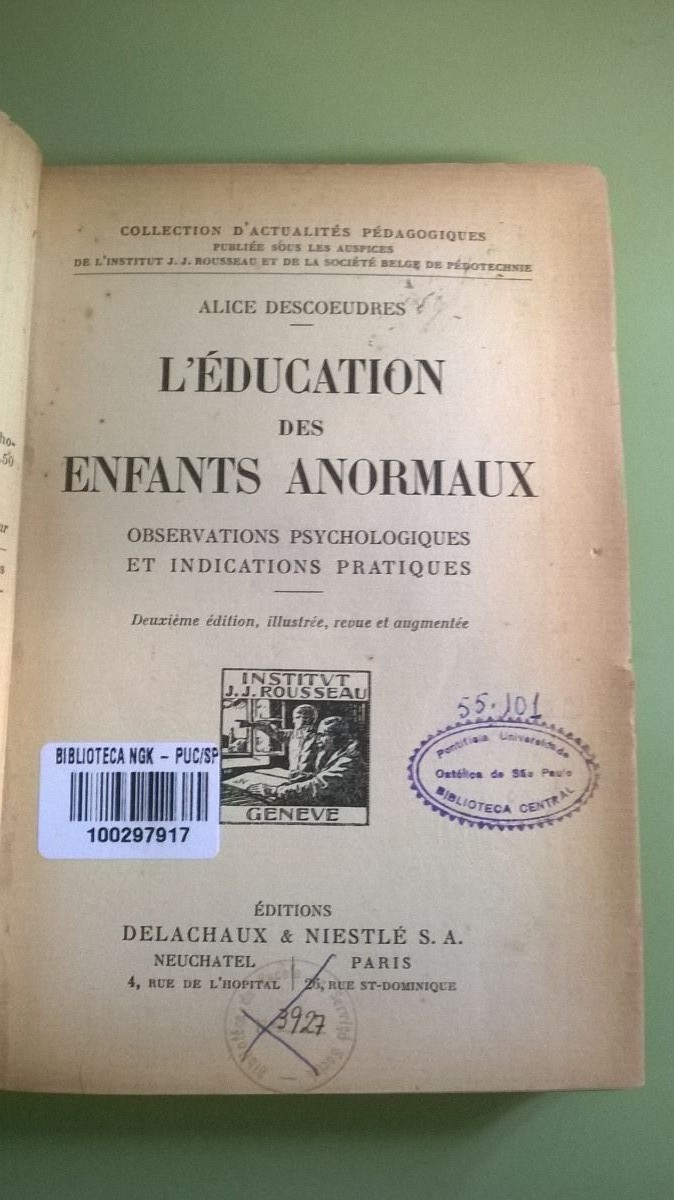 COLLECTION D'ACTUALITÉS PÉDAGOGIQUES
PUBLIÉE SOUS LES AUSPICES
DE L'INSTITUT J. J. ROUSSEAU ET DE LA SOCIÉTÉ BELGE DE PÉDOTECHNIE
ALICE DESCOEUDRES
L'ÉDUCATION
DES
ENFANTS ANORMAUX
OBSERVATIONS PSYCHOLOGIQUES
ET INDICATIONS PRATIQUES
Deuxième édition, illustrée, revue et augmentée
INSTITVT
J. J. ROUSSEAU
GENEVE
55.101
Pontifícia Universidade
Católica de São Paulo
BIBLIOTECA CENTRAL
BIBLIOTECA NGK – PUC/SP
100297917
ÉDITIONS
DELACHAUX & NIESTLÉ S. A.
NEUCHATEL
4, RUE DE L'HOPITAL
PARIS
26, RUE ST-DOMINIQUE
3927